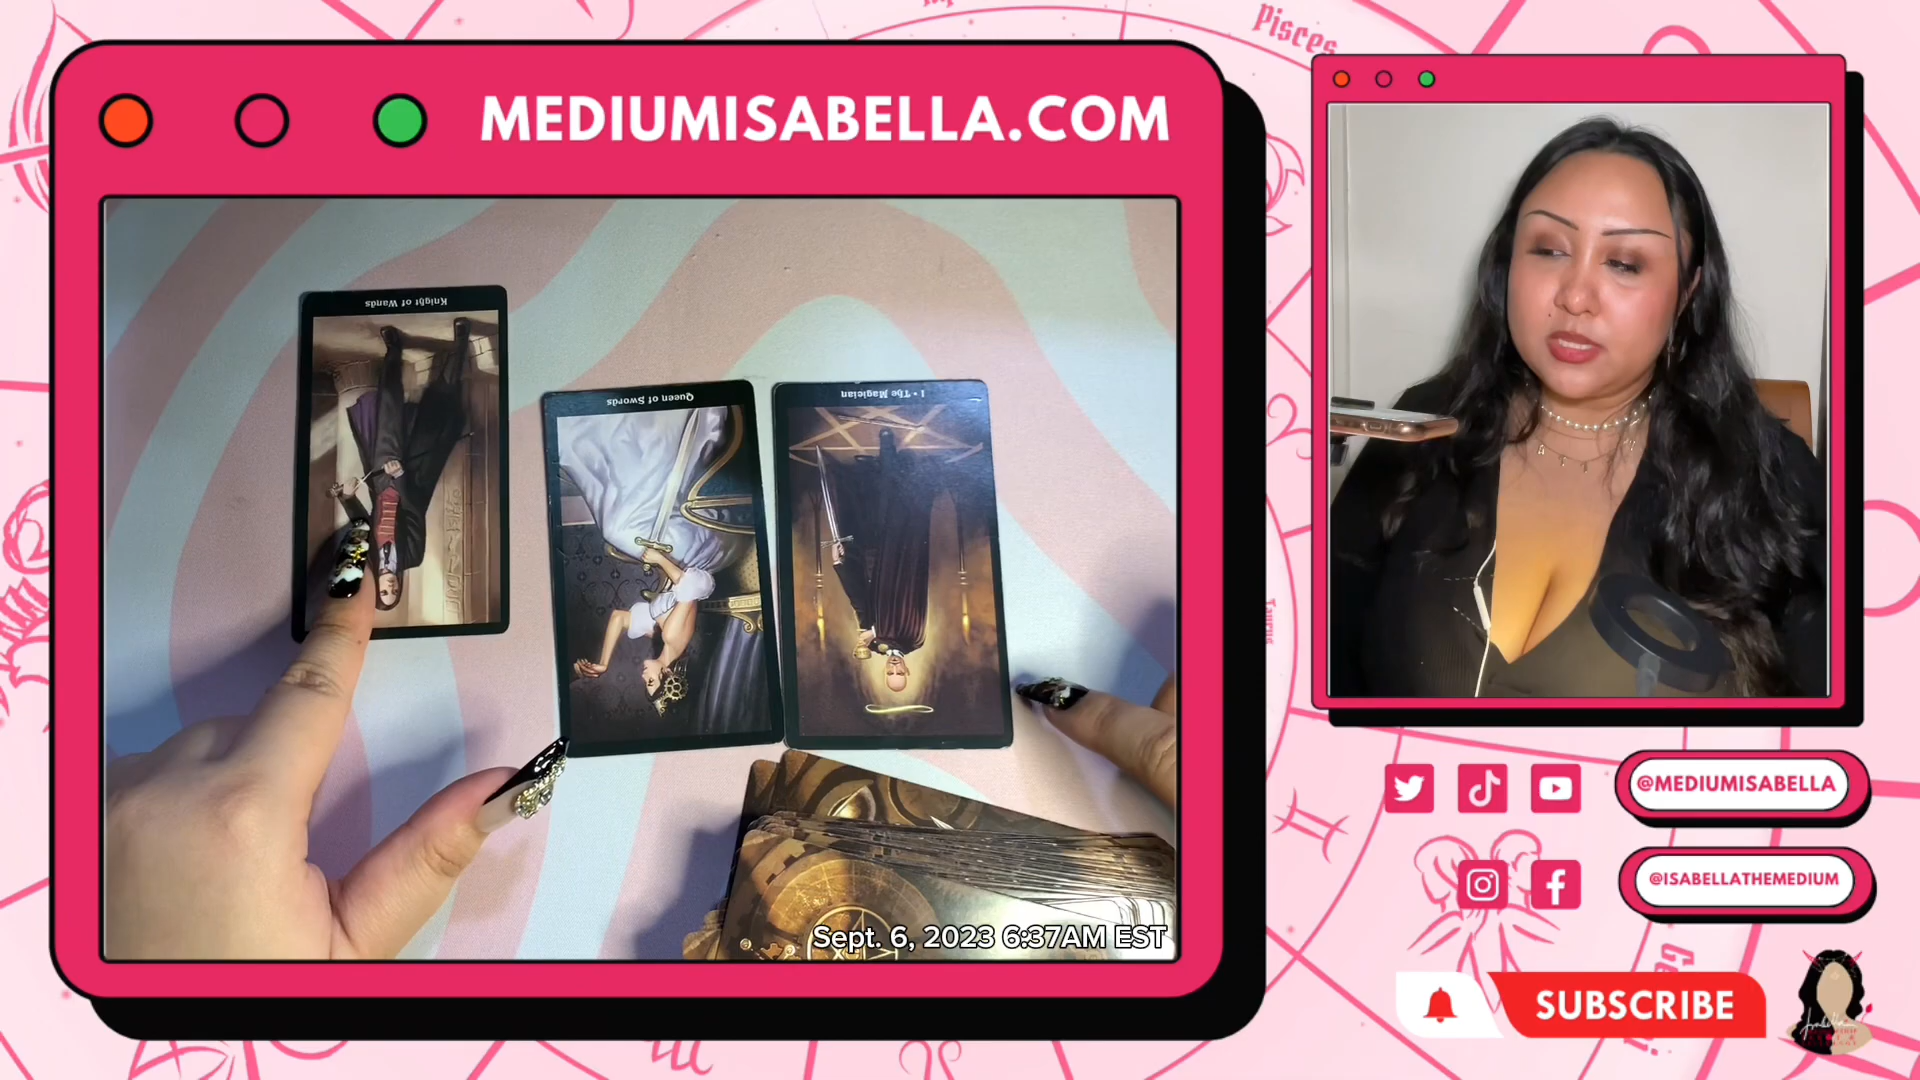 Pisces
MEDIUMISABELLA.COM
Knight of Wands
Queen of Swords
I • The Magician
Taurus
@MEDIUMISABELLA
@ISABELLATHEMEDIUM
Sept. 6, 2023 6:37AM EST
SUBSCRIBE